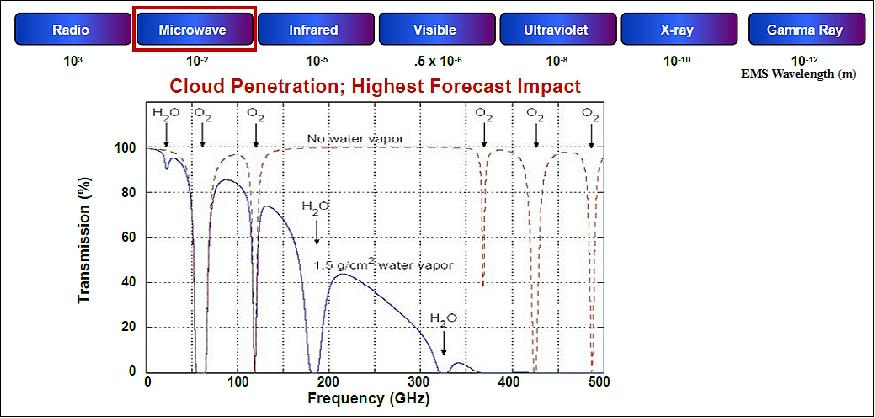 Radio Microwave Infrared Visible Ultraviolet X-ray Gamma Ray
10³ 10⁻² 10⁻⁵ .5 x 10⁻⁶ 10⁻⁸ 10⁻¹⁰ 10⁻¹²
EMS Wavelength (m)
Cloud Penetration; Highest Forecast Impact
H₂O O₂ O₂ O₂ O₂ O₂
No water vapor
100
80
H₂O
60
1.5 g/cm² water vapor
40
H₂O
20
0
Transmission (%)
0 100 200 300 400 500
Frequency (GHz)